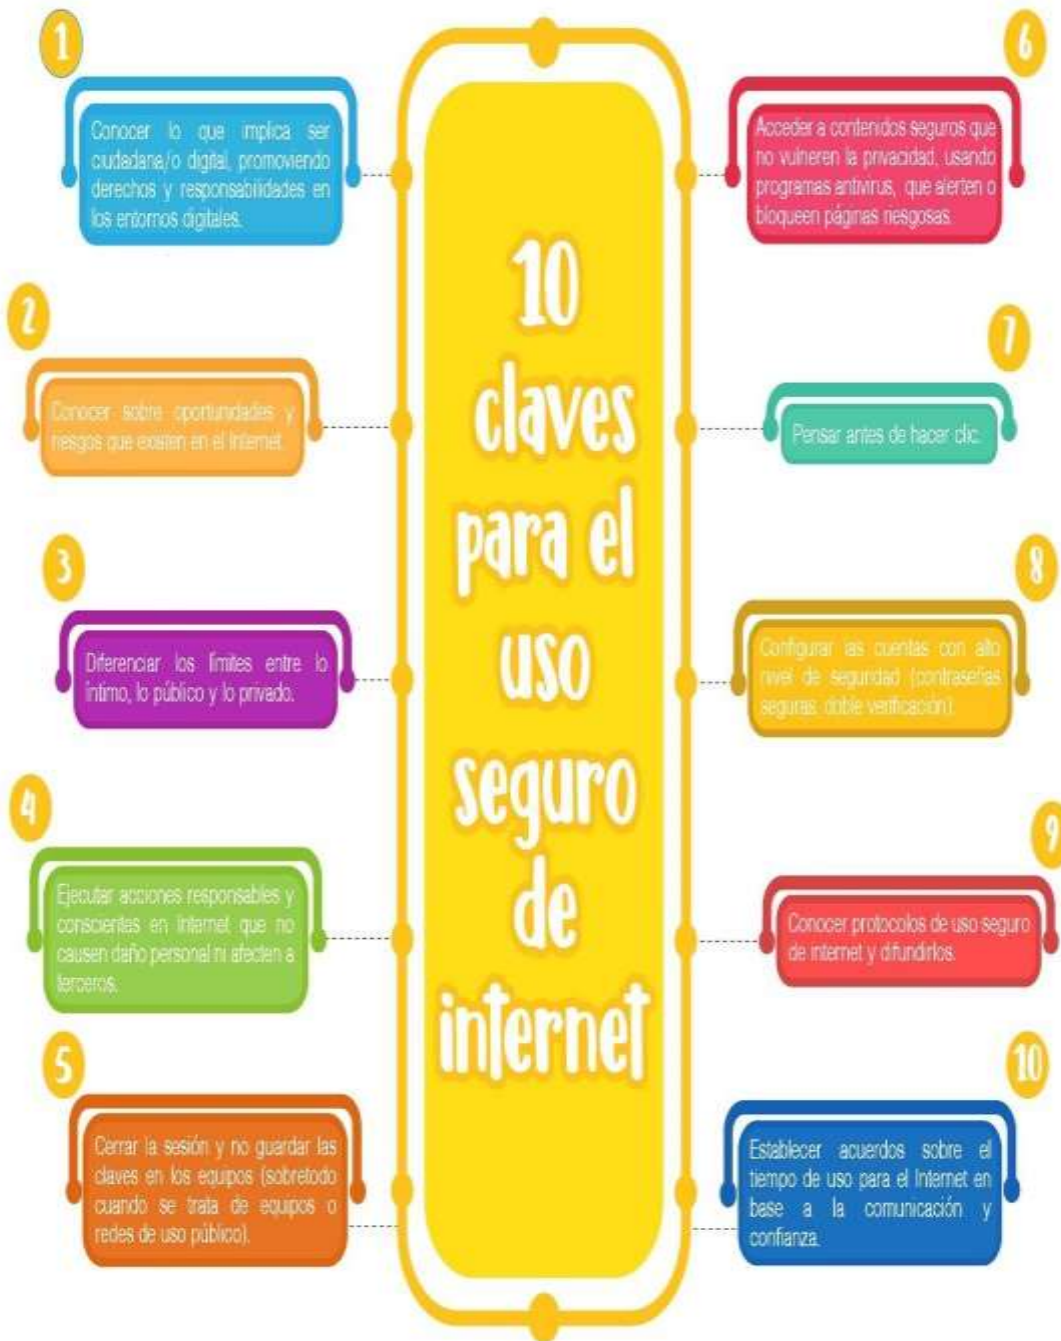 1
Conocer lo que implica ser
ciudadana/o digital, promoviendo
derechos y responsabilidades en
los entornos digitales.
2
Conocer sobre oportunidades y
riesgos que existen en el Internet.
3
Diferenciar los límites entre lo
íntimo, lo público y lo privado.
4
Ejecutar acciones responsables y
conscientes en Internet que no
causen daño personal ni afecten a
terceros.
5
Cerrar la sesión y no guardar las
claves en los equipos (sobretodo
cuando se trata de equipos o
redes de uso público).
10
claves
para el
uso
seguro
de
internet
6
Acceder a contenidos seguros que
no vulneren la privacidad, usando
programas antivirus, que alerten o
bloqueen páginas riesgosas.
7
Pensar antes de hacer clic.
8
Configurar las cuentas con alto
nivel de seguridad (contraseñas
seguras, doble verificación).
9
Conocer protocolos de uso seguro
de internet y difundirlos.
10
Establecer acuerdos sobre el
tiempo de uso para el Internet en
base a la comunicación y
confianza.